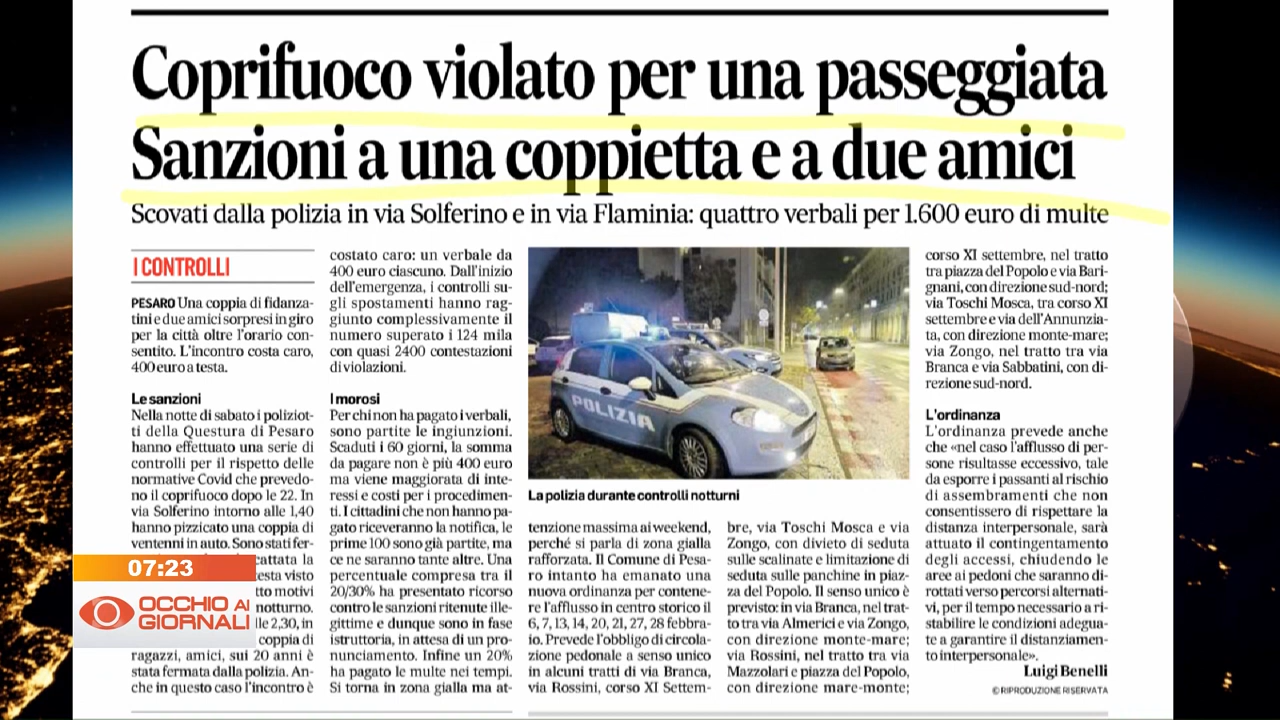 Coprifuoco violato per una passeggiata
Sanzioni a una coppietta e a due amici
Scovati dalla polizia in via Solferino e in via Flaminia: quattro verbali per 1.600 euro di multe
I CONTROLLI
PESARO Una coppia di fidanza-
tini e due amici sorpresi in giro
per la città oltre l'orario con-
sentito. L'incontro costa caro,
400 euro a testa.
Le sanzioni
Nella notte di sabato i poliziot-
ti della Questura di Pesaro
hanno effettuato una serie di
controlli per il rispetto delle
normative Covid che prevedo-
no il coprifuoco dopo le 22. In
via Solferino intorno alle 1,40
hanno pizzicato una coppia di
ventenni in auto. Sono stati fer-
cattata la
esta visto
tto motivi
notturno.
lle 2,30, in
coppia di
ragazzi, amici, sui 20 anni è
stata fermata dalla polizia. An-
che in questo caso l'incontro è
costato caro: un verbale da
400 euro ciascuno. Dall'inizio
dell'emergenza, i controlli su-
gli spostamenti hanno rag-
giunto complessivamente il
numero superato i 124 mila
con quasi 2400 contestazioni
di violazioni.
I morosi
Per chi non ha pagato i verbali,
sono partite le ingiunzioni.
Scaduti i 60 giorni, la somma
da pagare non è più 400 euro
ma viene maggiorata di inte-
ressi e costi per i procedimen-
ti. I cittadini che non hanno pa-
gato riceveranno la notifica, le
prime 100 sono già partite, ma
ce ne saranno tante altre. Una
percentuale compresa tra il
20/30% ha presentato ricorso
contro le sanzioni ritenute ille-
gittime e dunque sono in fase
istruttoria, in attesa di un pro-
nunciamento. Infine un 20%
ha pagato le multe nei tempi.
Si torna in zona gialla ma at-
POLIZIA
La polizia durante controlli notturni
tenzione massima ai weekend,
perché si parla di zona gialla
rafforzata. Il Comune di Pesa-
ro intanto ha emanato una
nuova ordinanza per contene-
re l'afflusso in centro storico il
6, 7, 13, 14, 20, 21, 27, 28 febbra-
io. Prevede l'obbligo di circola-
zione pedonale a senso unico
in alcuni tratti di via Branca,
via Rossini, corso XI Settem-
bre, via Toschi Mosca e via
Zongo, con divieto di seduta
sulle scalinate e limitazione di
seduta sulle panchine in piaz-
za del Popolo. Il senso unico è
previsto: in via Branca, nel trat-
to tra via Almerici e via Zongo,
con direzione monte-mare;
via Rossini, nel tratto tra via
Mazzolari e piazza del Popolo,
con direzione mare-monte;
corso XI settembre, nel tratto
tra piazza del Popolo e via Bari-
gnani, con direzione sud-nord;
via Toschi Mosca, tra corso XI
settembre e via dell'Annunzia-
ta, con direzione monte-mare;
via Zongo, nel tratto tra via
Branca e via Sabbatini, con di-
rezione sud-nord.
L'ordinanza
L'ordinanza prevede anche
che «nel caso l'afflusso di per-
sone risultasse eccessivo, tale
da esporre i passanti al rischio
di assembramenti che non
consentissero di rispettare la
distanza interpersonale, sarà
attuato il contingentamento
degli accessi, chiudendo le
aree ai pedoni che saranno di-
rottati verso percorsi alternati-
vi, per il tempo necessario a ri-
stabilire le condizioni adegua-
te a garantire il distanziamen-
to interpersonale».
Luigi Benelli
© RIPRODUZIONE RISERVATA
07:23
OCCHIO AI
GIORNALI